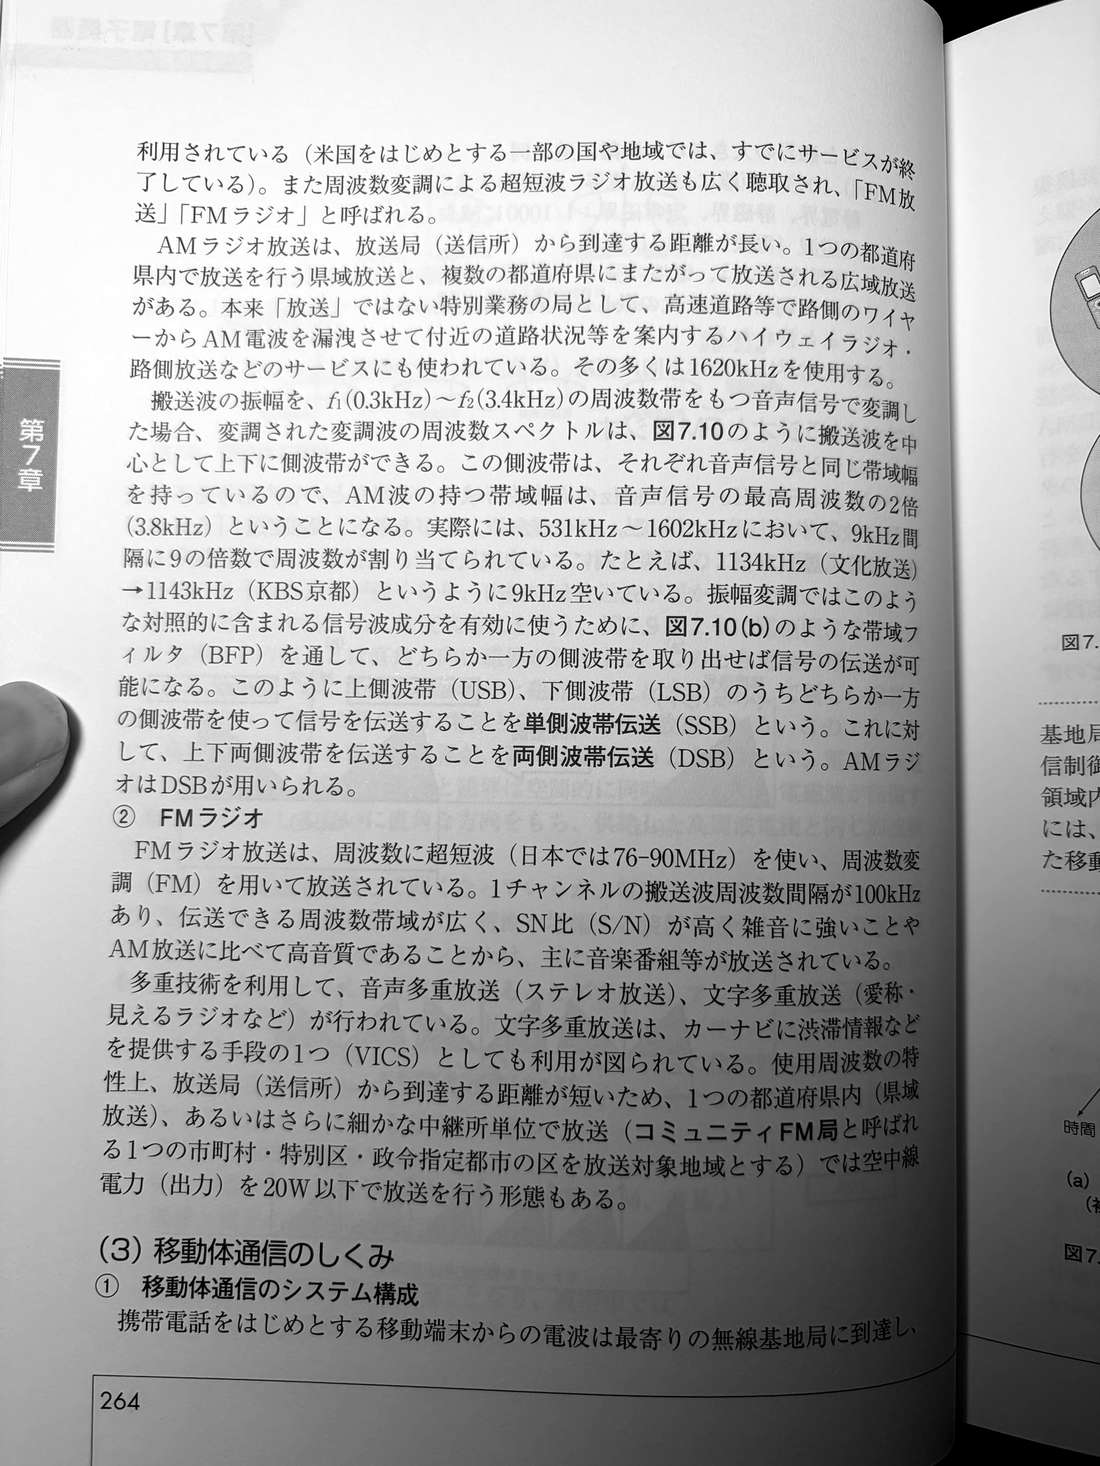 利用されている（米国をはじめとする一部の国や地域では、すでにサービスが終
了している）。また周波数変調による超短波ラジオ放送も広く聴取され、「FM放
送」「FMラジオ」と呼ばれる。
AMラジオ放送は、放送局（送信所）から到達する距離が長い。1つの都道府
県内で放送を行う県域放送と、複数の都道府県にまたがって放送される広域放送
がある。本来「放送」ではない特別業務の局として、高速道路等で路側のワイヤ
ーからAM電波を漏洩させて付近の道路状況等を案内するハイウェイラジオ・
路側放送などのサービスにも使われている。その多くは1620kHzを使用する。
搬送波の振幅を、f₁(0.3kHz)～f₂(3.4kHz)の周波数帯をもつ音声信号で変調し
た場合、変調された変調波の周波数スペクトルは、図7.10のように搬送波を中
心として上下に側波帯ができる。この側波帯は、それぞれ音声信号と同じ帯域幅
を持っているので、AM波の持つ帯域幅は、音声信号の最高周波数の2倍
（3.8kHz）ということになる。実際には、531kHz～1602kHzにおいて、9kHz間
隔に9の倍数で周波数が割り当てられている。たとえば、1134kHz（文化放送）
→1143kHz（KBS京都）というように9kHz空いている。振幅変調ではこのよう
な対照的に含まれる信号波成分を有効に使うために、図7.10(b)のような帯域フ
ィルタ（BFP）を通して、どちらか一方の側波帯を取り出せば信号の伝送が可
能になる。このように上側波帯（USB）、下側波帯（LSB）のうちどちらか一方
の側波帯を使って信号を伝送することを単側波帯伝送（SSB）という。これに対
して、上下両側波帯を伝送することを両側波帯伝送（DSB）という。AMラジ
オはDSBが用いられる。
② FMラジオ
FMラジオ放送は、周波数に超短波（日本では76-90MHz）を使い、周波数変
調（FM）を用いて放送されている。1チャンネルの搬送波周波数間隔が100kHz
あり、伝送できる周波数帯域が広く、SN比（S/N）が高く雑音に強いことや
AM放送に比べて高音質であることから、主に音楽番組等が放送されている。
多重技術を利用して、音声多重放送（ステレオ放送）、文字多重放送（愛称・
見えるラジオなど）が行われている。文字多重放送は、カーナビに渋滞情報など
を提供する手段の1つ（VICS）としても利用が図られている。使用周波数の特
性上、放送局（送信所）から到達する距離が短いため、1つの都道府県内（県域
放送）、あるいはさらに細かな中継所単位で放送（コミュニティFM局と呼ばれ
る1つの市町村・特別区・政令指定都市の区を放送対象地域とする）では空中線
電力（出力）を20W以下で放送を行う形態もある。
（3）移動体通信のしくみ
① 移動体通信のシステム構成
携帯電話をはじめとする移動端末からの電波は最寄りの無線基地局に到達し、
264
第7章
図7.
基地局
信制御
領域内
には、
た移動
時間
(a)
図7.